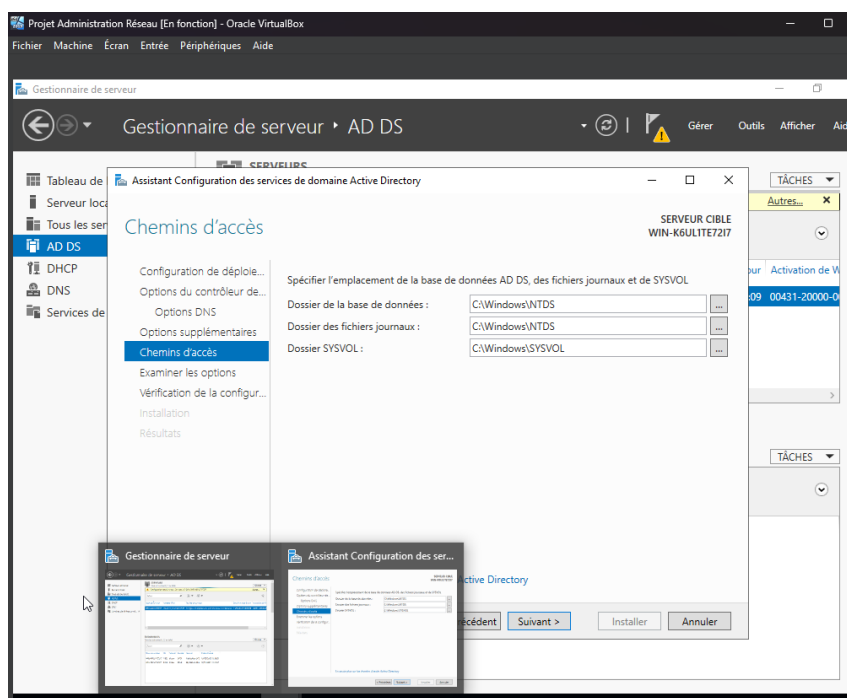 Projet Administration Réseau [En fonction] - Oracle VirtualBox
Fichier Machine Écran Entrée Périphériques Aide
Gestionnaire de serveur
Gestionnaire de serveur • AD DS
Gérer Outils Afficher Aid
SERVEURS
Tableau de
Serveur loca
Tous les ser
AD DS
DHCP
DNS
Services de
TÂCHES
Autres...
our Activation de W
:09 00431-20000-0
TÂCHES
Assistant Configuration des services de domaine Active Directory
Chemins d'accès
SERVEUR CIBLE
WIN-K6UL1TE72I7
Configuration de déploie...
Options du contrôleur de...
Options DNS
Options supplémentaires
Chemins d'accès
Examiner les options
Vérification de la configur...
Installation
Résultats
Spécifier l'emplacement de la base de données AD DS, des fichiers journaux et de SYSVOL
Dossier de la base de données : C:\Windows\NTDS ...
Dossier des fichiers journaux : C:\Windows\NTDS ...
Dossier SYSVOL : C:\Windows\SYSVOL ...
ctive Directory
récédent Suivant > Installer Annuler
Gestionnaire de serveur
Assistant Configuration des ser...
Chemins d'accès